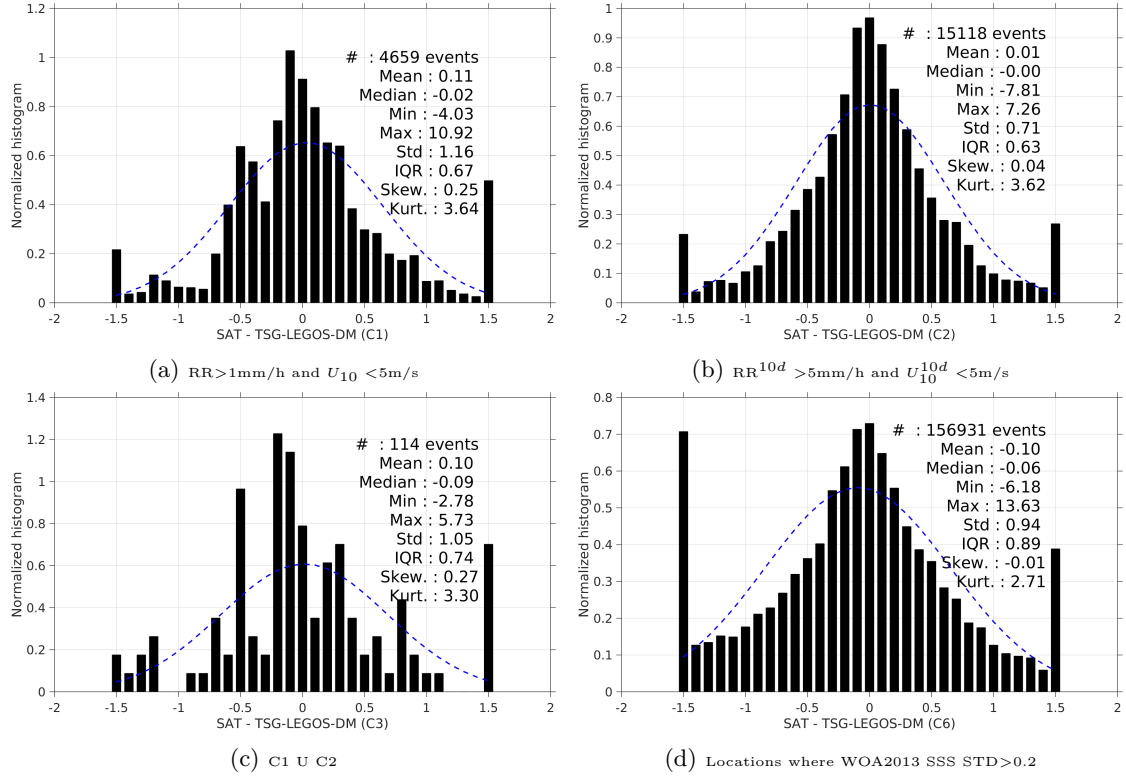 Normalized histogram
1.2
1
0.8
0.6
0.4
0.2
0
# : 4659 events
Mean : 0.11
Median : -0.02
Min : -4.03
Max : 10.92
Std : 1.16
IQR : 0.67
Skew. : 0.25
Kurt. : 3.64
-2 -1.5 -1 -0.5 0 0.5 1 1.5 2
SAT - TSG-LEGOS-DM (C1)
(a) RR>1mm/h and U10 <5m/s
Normalized histogram
1
0.9
0.8
0.7
0.6
0.5
0.4
0.3
0.2
0.1
0
# : 15118 events
Mean : 0.01
Median : -0.00
Min : -7.81
Max : 7.26
Std : 0.71
IQR : 0.63
Skew. : 0.04
Kurt. : 3.62
-2 -1.5 -1 -0.5 0 0.5 1 1.5 2
SAT - TSG-LEGOS-DM (C2)
(b) RR10d >5mm/h and U10 10d <5m/s
Normalized histogram
1.4
1.2
1
0.8
0.6
0.4
0.2
0
# : 114 events
Mean : 0.10
Median : -0.09
Min : -2.78
Max : 5.73
Std : 1.05
IQR : 0.74
Skew. : 0.27
Kurt. : 3.30
-2 -1.5 -1 -0.5 0 0.5 1 1.5 2
SAT - TSG-LEGOS-DM (C3)
(c) C1 U C2
Normalized histogram
0.8
0.7
0.6
0.5
0.4
0.3
0.2
0.1
0
# : 156931 events
Mean : -0.10
Median : -0.06
Min : -6.18
Max : 13.63
Std : 0.94
IQR : 0.89
Skew. : -0.01
Kurt. : 2.71
-2 -1.5 -1 -0.5 0 0.5 1 1.5 2
SAT - TSG-LEGOS-DM (C6)
(d) Locations where WOA2013 SSS STD>0.2